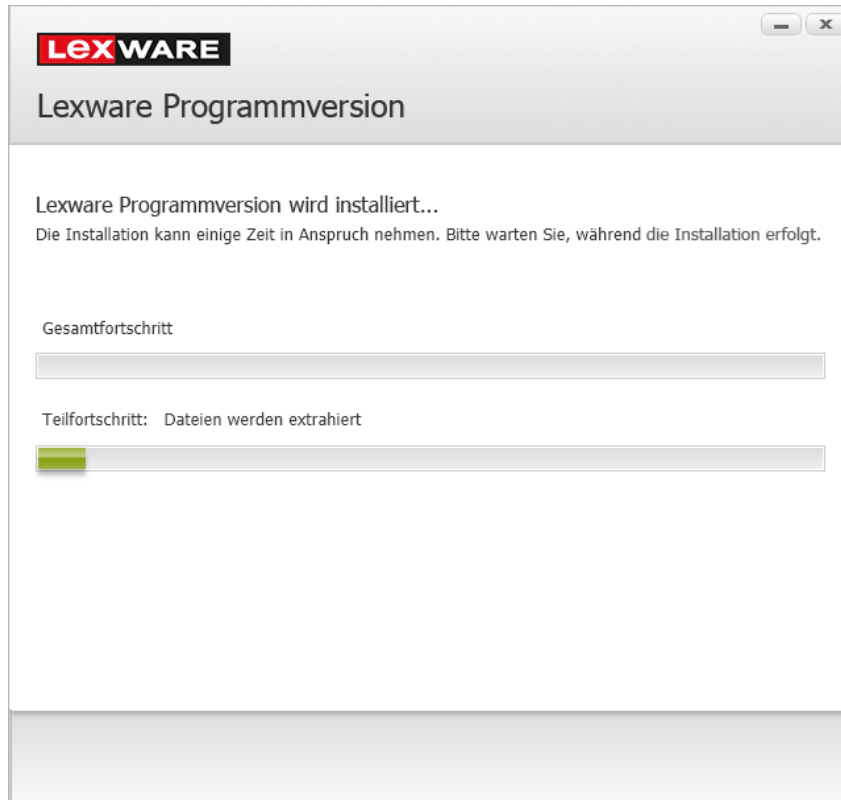 LEXWARE
Lexware Programmversion
Lexware Programmversion wird installiert...
Die Installation kann einige Zeit in Anspruch nehmen. Bitte warten Sie, während die Installation erfolgt.
Gesamtfortschritt
Teilfortschritt: Dateien werden extrahiert